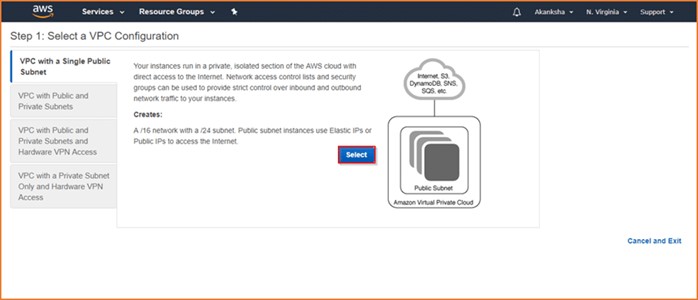 aws Services Resource Groups Akanksha N. Virginia Support
Step 1: Select a VPC Configuration
VPC with a Single Public
Subnet
VPC with Public and
Private Subnets
VPC with Public and
Private Subnets and
Hardware VPN Access
VPC with a Private Subnet
Only and Hardware VPN
Access
Your instances run in a private, isolated section of the AWS cloud with
direct access to the Internet. Network access control lists and security
groups can be used to provide strict control over inbound and outbound
network traffic to your instances.
Creates:
A /16 network with a /24 subnet. Public subnet instances use Elastic IPs or
Public IPs to access the Internet.
Select
Internet, S3,
DynamoDB, SNS,
SQS, etc
Public Subnet
Amazon Virtual Private Cloud
Cancel and Exit